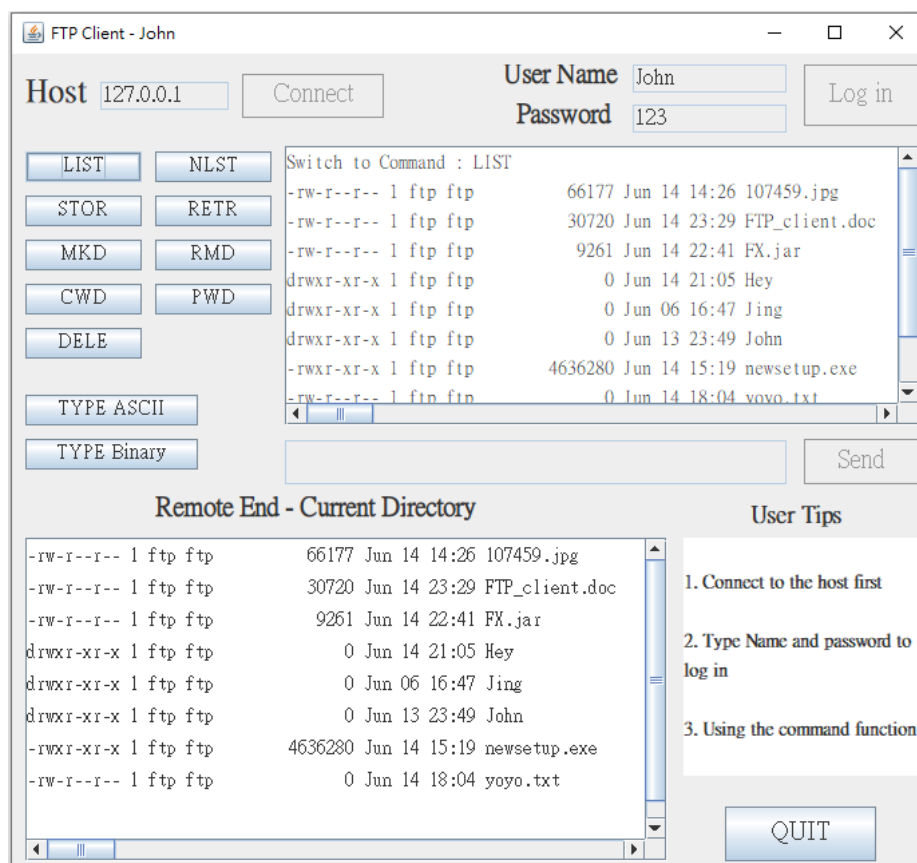 FTP Client - John
Host 127.0.0.1 Connect
User Name John
Password 123
Log in
LIST NLST
STOR RETR
MKD RMD
CWD PWD
DELE
TYPE ASCII
TYPE Binary
Switch to Command : LIST
-rw-r--r-- 1 ftp ftp 66177 Jun 14 14:26 107459.jpg
-rw-r--r-- 1 ftp ftp 30720 Jun 14 23:29 FTP_client.doc
-rw-r--r-- 1 ftp ftp 9261 Jun 14 22:41 FX.jar
drwxr-xr-x 1 ftp ftp 0 Jun 14 21:05 Hey
drwxr-xr-x 1 ftp ftp 0 Jun 06 16:47 Jing
drwxr-xr-x 1 ftp ftp 0 Jun 13 23:49 John
-rwxr-xr-x 1 ftp ftp 4636280 Jun 14 15:19 newsetup.exe
-rw-r--r-- 1 ftp ftp 0 Jun 14 18:04 yoyo.txt
Send
Remote End - Current Directory
-rw-r--r-- 1 ftp ftp 66177 Jun 14 14:26 107459.jpg
-rw-r--r-- 1 ftp ftp 30720 Jun 14 23:29 FTP_client.doc
-rw-r--r-- 1 ftp ftp 9261 Jun 14 22:41 FX.jar
drwxr-xr-x 1 ftp ftp 0 Jun 14 21:05 Hey
drwxr-xr-x 1 ftp ftp 0 Jun 06 16:47 Jing
drwxr-xr-x 1 ftp ftp 0 Jun 13 23:49 John
-rwxr-xr-x 1 ftp ftp 4636280 Jun 14 15:19 newsetup.exe
-rw-r--r-- 1 ftp ftp 0 Jun 14 18:04 yoyo.txt
User Tips
1. Connect to the host first
2. Type Name and password to
log in
3. Using the command function
QUIT